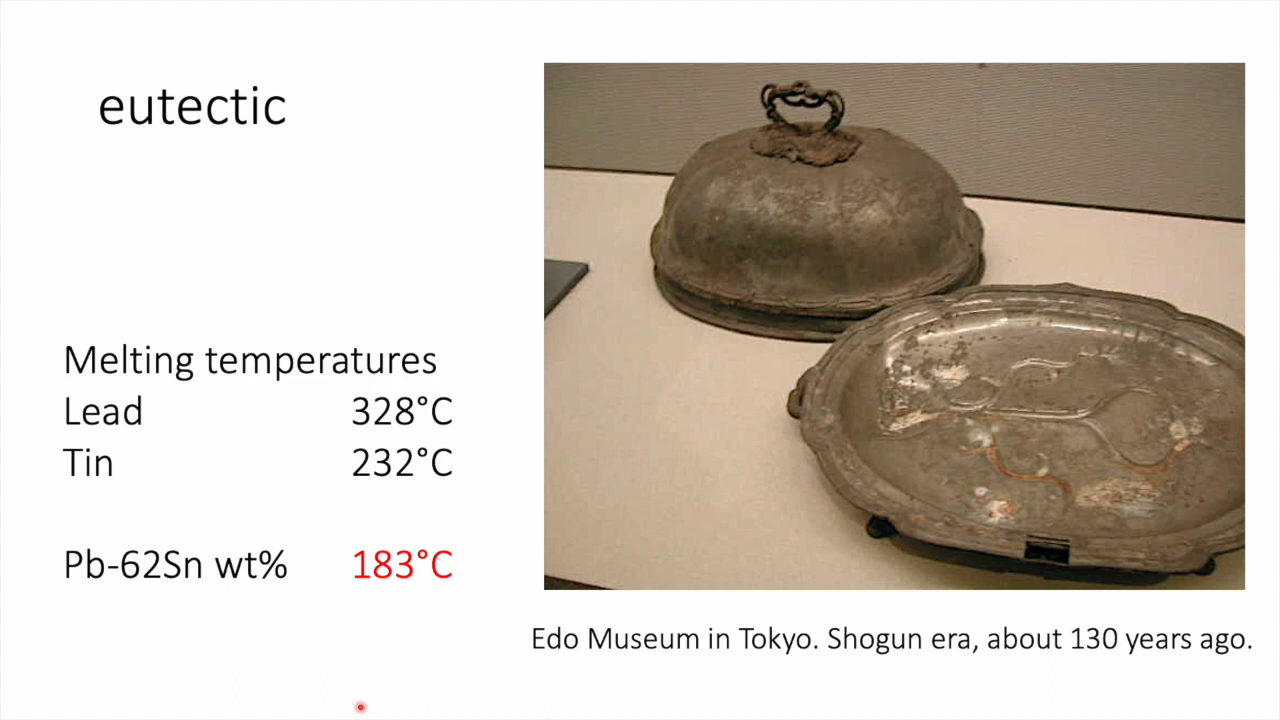 eutectic
Melting temperatures
Lead 328°C
Tin 232°C
Pb-62Sn wt% 183°C
Edo Museum in Tokyo. Shogun era, about 130 years ago.